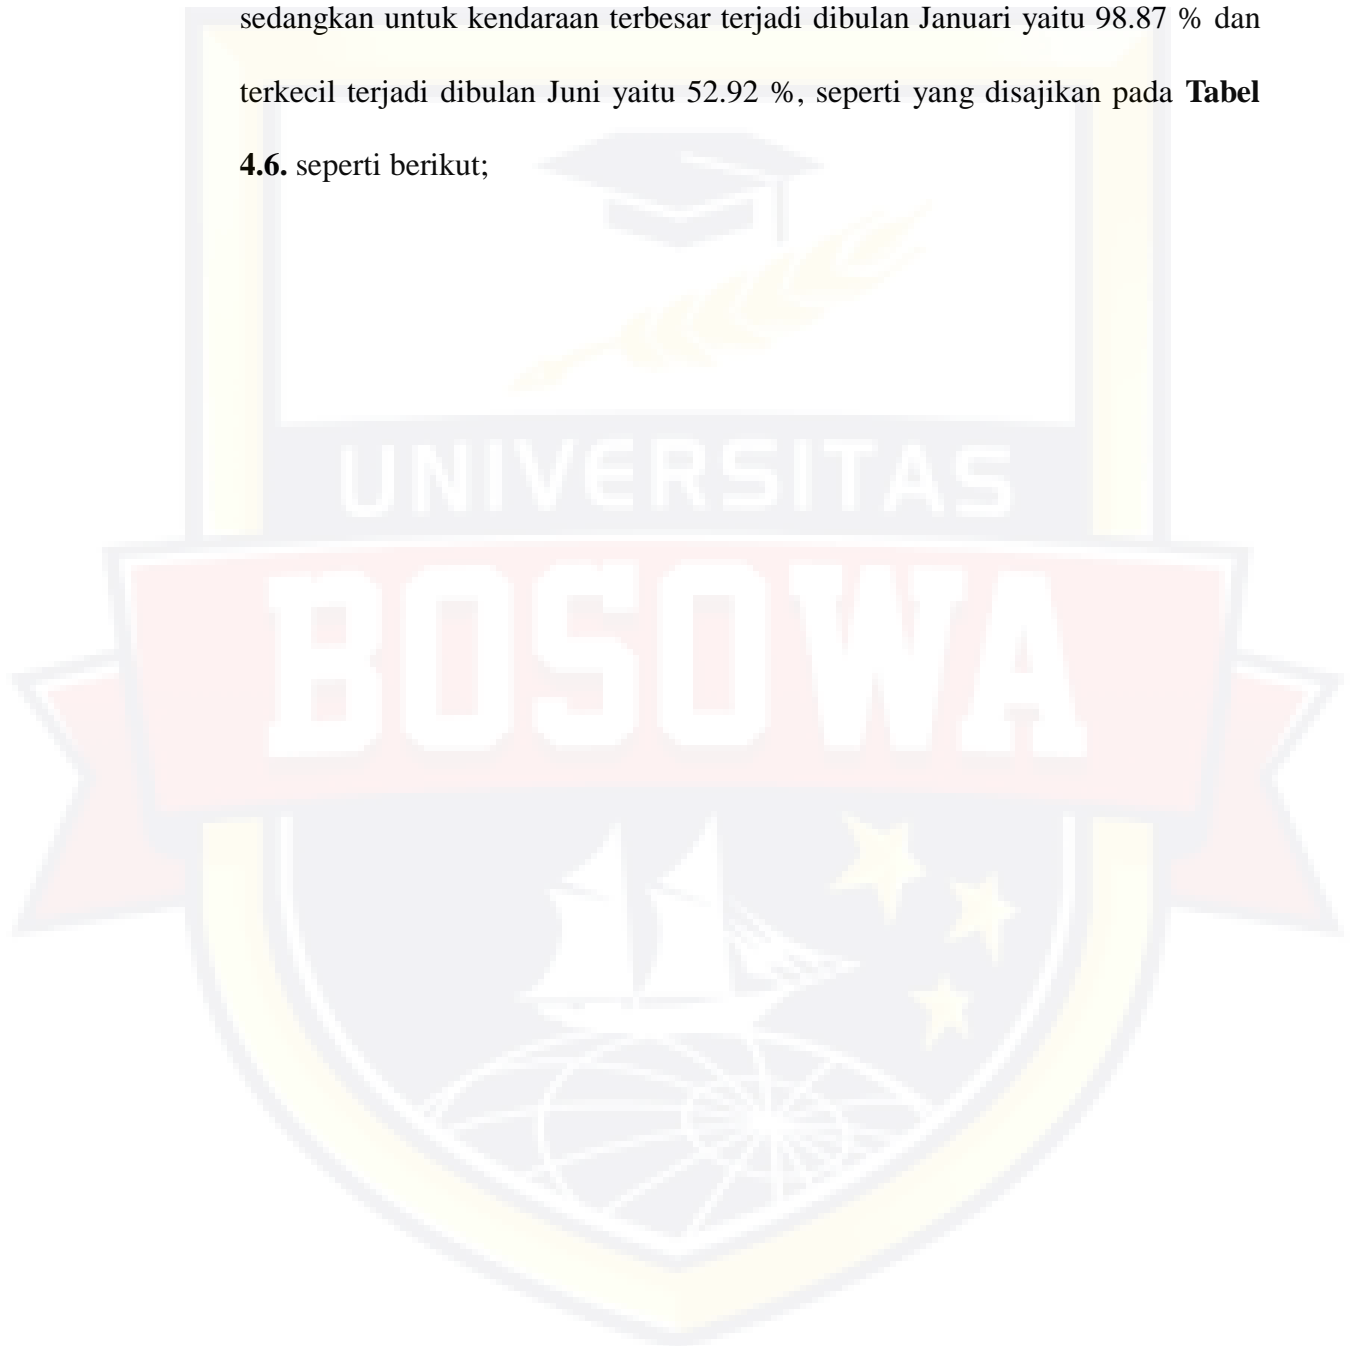 sedangkan untuk kendaraan terbesar terjadi dibulan Januari yaitu 98.87 % dan
terkecil terjadi dibulan Juni yaitu 52.92 %, seperti yang disajikan pada Tabel
4.6. seperti berikut;
UNIVERSITAS
BOSOWA